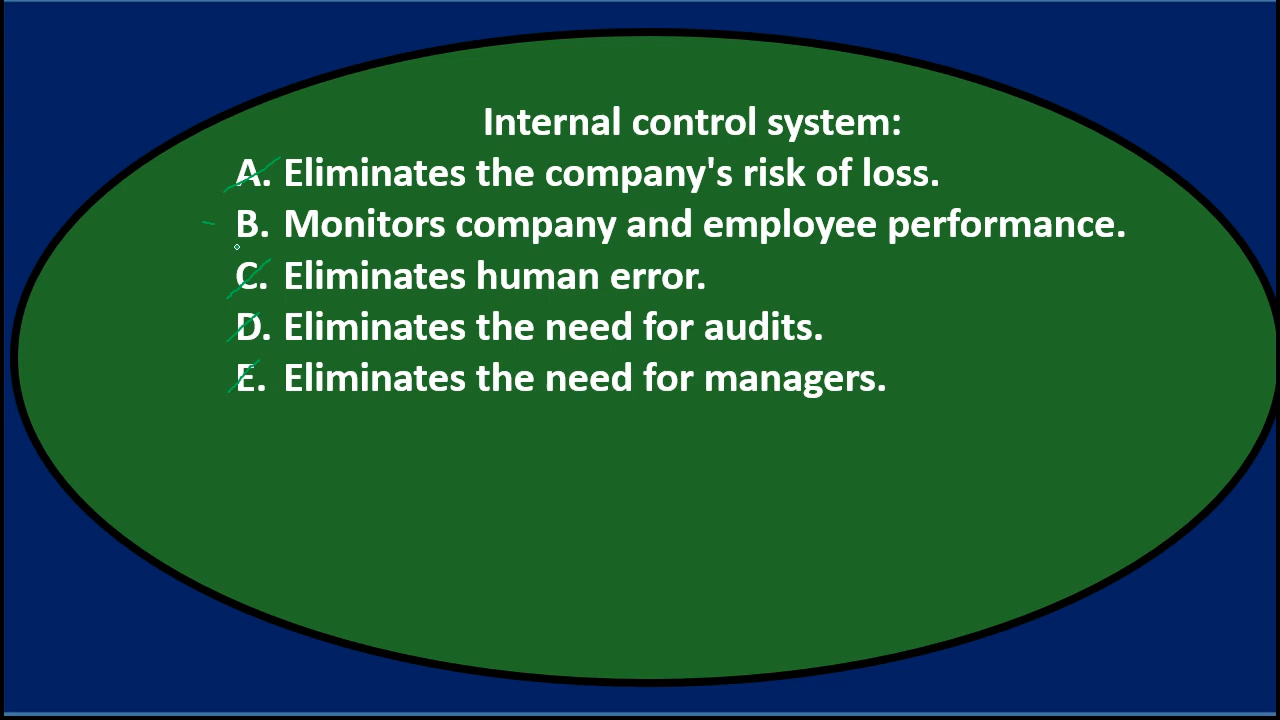 Internal control system:
A. Eliminates the company's risk of loss.
B. Monitors company and employee performance.
C. Eliminates human error.
D. Eliminates the need for audits.
E. Eliminates the need for managers.